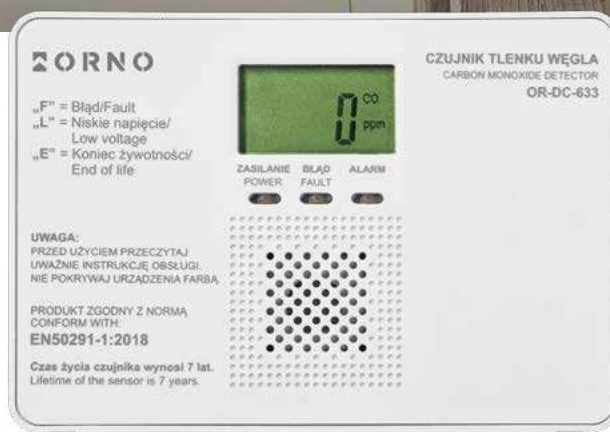 ORNO
„F" = Błąd/Fault
„L" = Niskie napięcie/
Low voltage
„E" = Koniec żywotności/
End of life
UWAGA:
PRZED UŻYCIEM PRZECZYTAJ
UWAŻNIE INSTRUKCJĘ OBSŁUGI.
NIE POKRYWAJ URZĄDZENIA FARBĄ
PRODUKT ZGODNY Z NORMĄ
CONFORM WITH:
EN50291-1:2018
Czas życia czujnika wynosi 7 lat.
Lifetime of the sensor is 7 years.
0 CO
ppm
ZASILANIE BŁĄD ALARM
POWER FAULT
CZUJNIK TLENKU WĘGLA
CARBON MONOXIDE DETECTOR
OR-DC-633